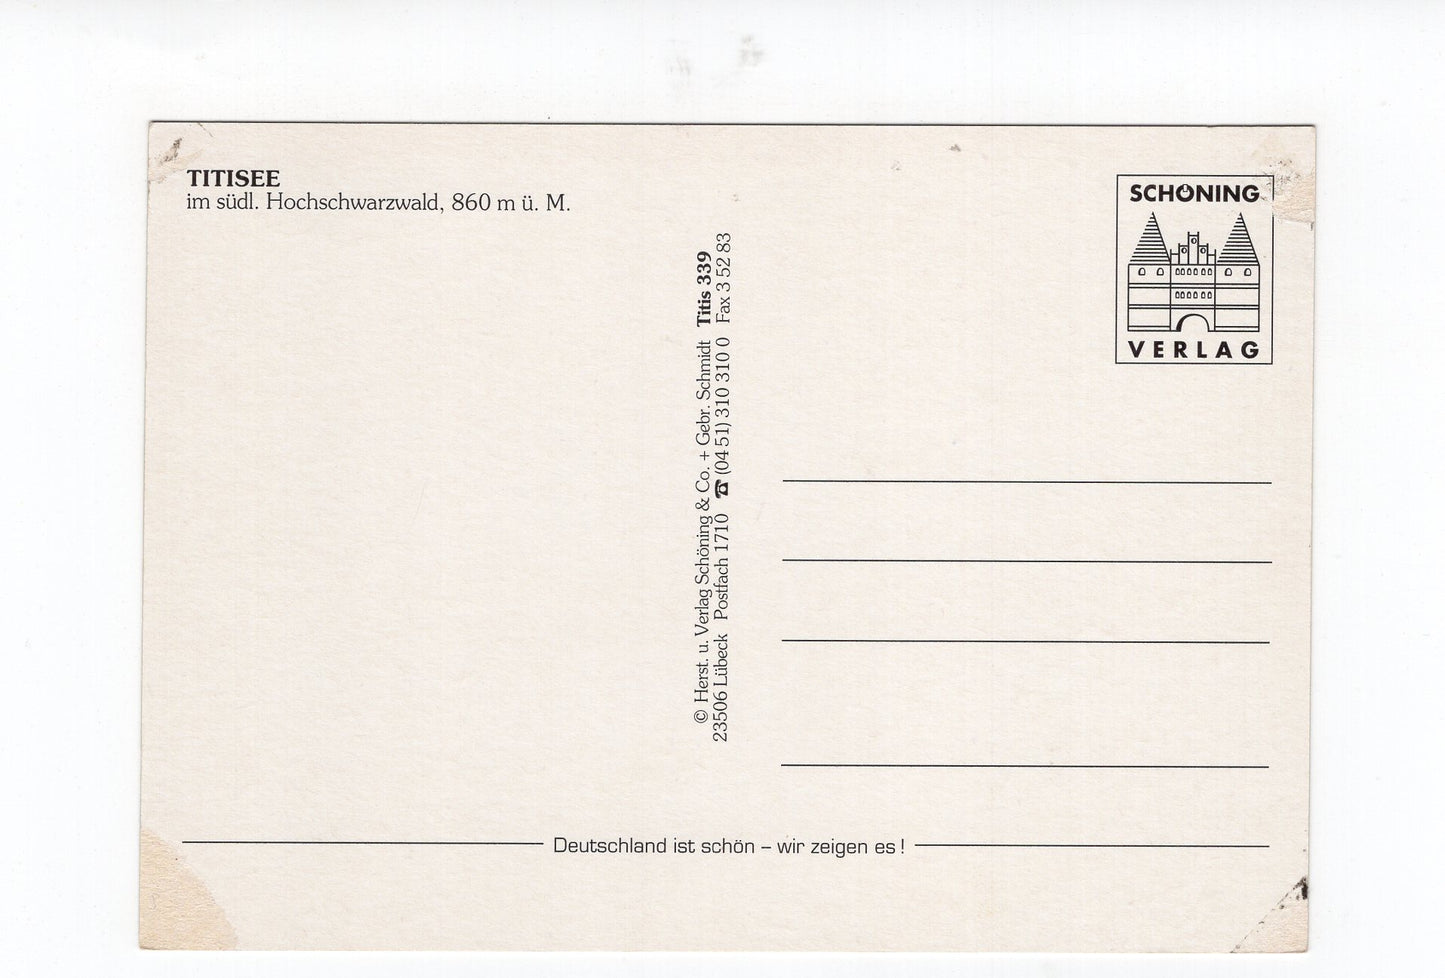 TITISEE
im südl. Hochschwarzwald, 860 m ü. M.
© Herst. u. Verlag Schöning & Co. + Gebr. Schmidt Titis 339
23506 Lübeck Postfach 1710 ☎ (04 51) 310 310 0 Fax 3 52 83
SCHÖNING
VERLAG
Deutschland ist schön – wir zeigen es !